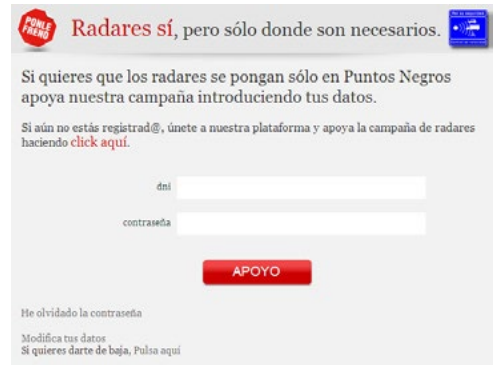 PONLE
FRENO
Radares sí, pero sólo donde son necesarios.
Si quieres que los radares se pongan sólo en Puntos Negros
apoya nuestra campaña introduciendo tus datos.
Si aún no estás registrad@, únete a nuestra plataforma y apoya la campaña de radares
haciendo click aquí.
dni
contraseña
APOYO
He olvidado la contraseña
Modifica tus datos
Si quieres darte de baja, Pulsa aquí